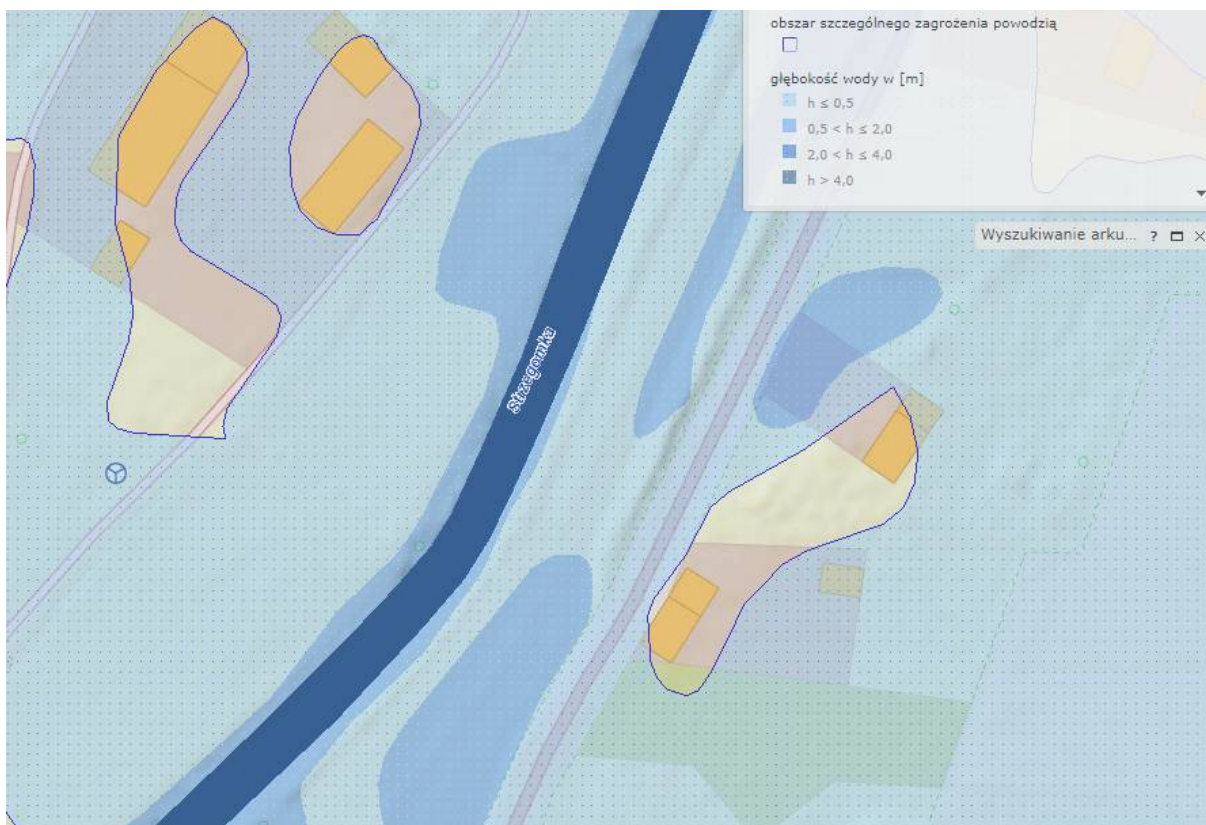 obszar szczególnego zagrożenia powodzią
głębokość wody w [m]
h ≤ 0,5
0,5 < h ≤ 2,0
2,0 < h ≤ 4,0
h > 4,0
Wyszukiwanie arku... ?
Strzegomka